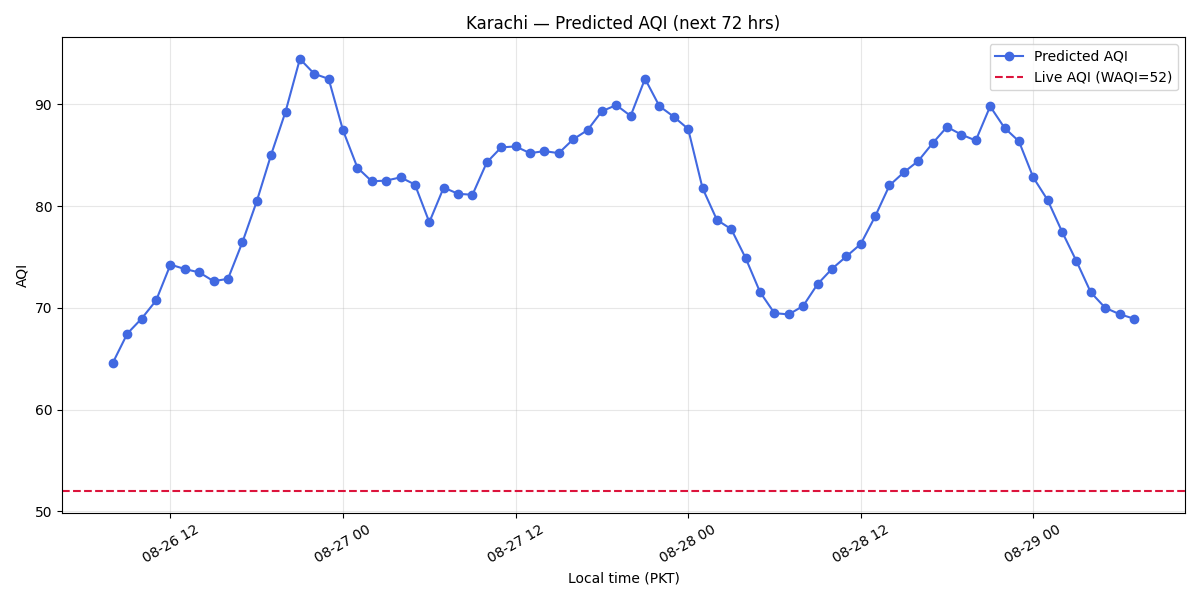 Karachi — Predicted AQI (next 72 hrs)
Predicted AQI
Live AQI (WAQI=52)
AQI
90
80
70
60
50
08-26 12
08-27 00
08-27 12
08-28 00
08-28 12
08-29 00
Local time (PKT)